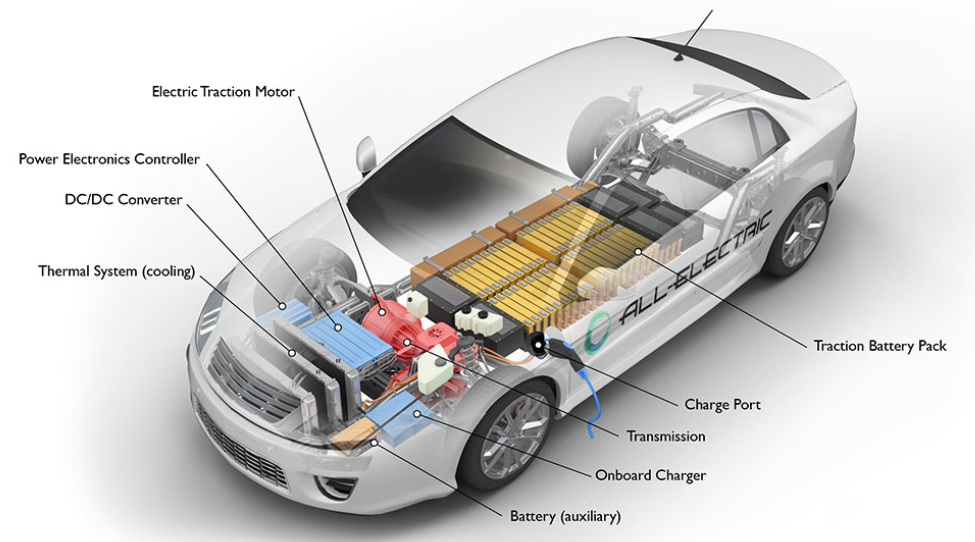 Electric Traction Motor
Power Electronics Controller
DC/DC Converter
Thermal System (cooling)
ALL-ELECTRIC
Traction Battery Pack
Charge Port
Transmission
Onboard Charger
Battery (auxiliary)